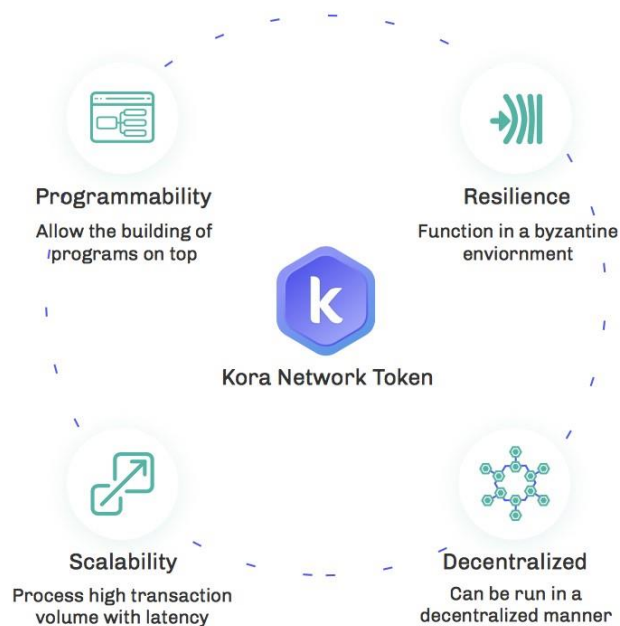 Programmability
Allow the building of
programs on top
Resilience
Function in a byzantine
enviornment
k
Kora Network Token
Scalability
Process high transaction
volume with latency
Decentralized
Can be run in a
decentralized manner